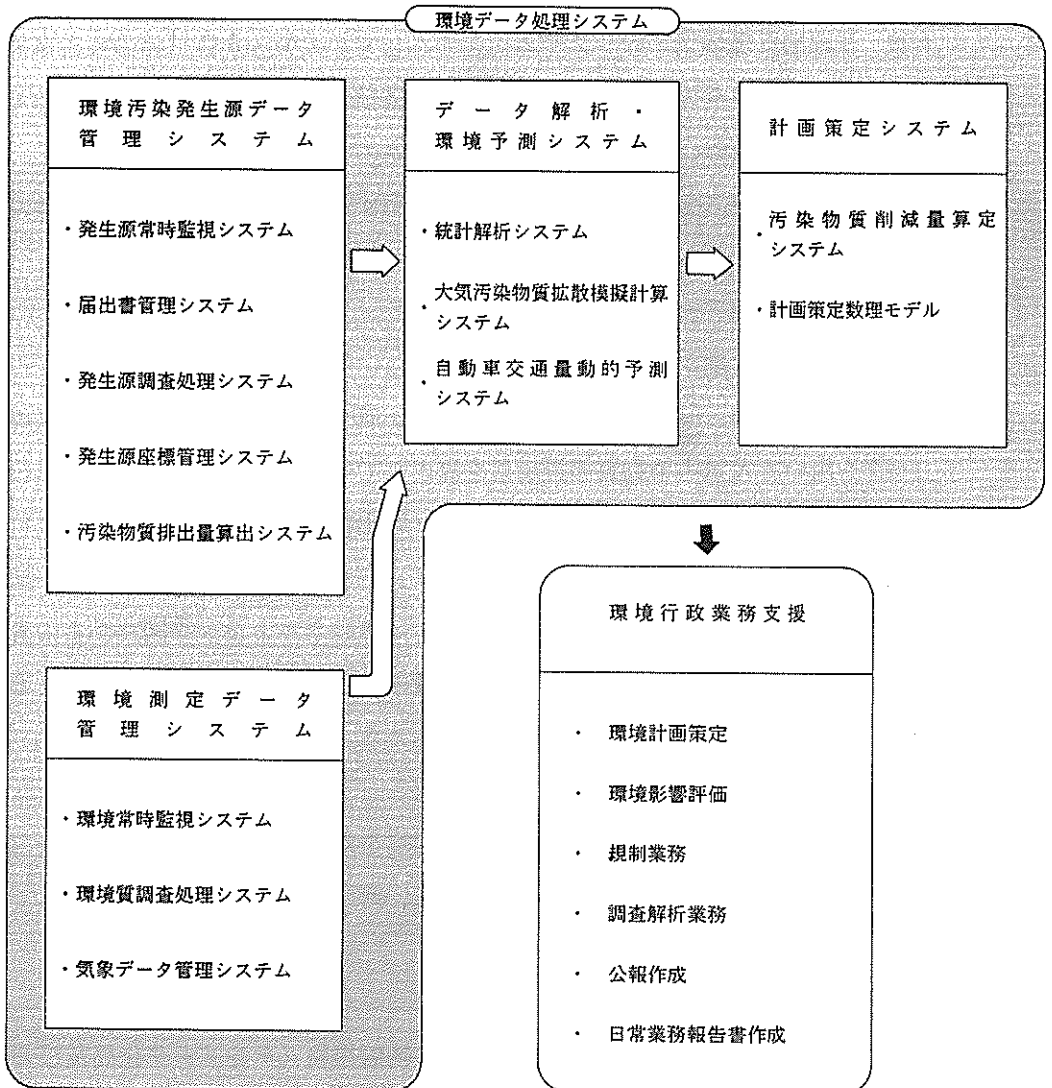 環境データ処理システム
環境汚染発生源データ
管理システム
・発生源常時監視システム
・届出書管理システム
・発生源調査処理システム
・発生源座標管理システム
・汚染物質排出量算出システム
データ解析・
環境予測システム
・統計解析システム
・大気汚染物質拡散模擬計算
システム
・自動車交通量動的予測
システム
計画策定システム
・汚染物質削減量算定
システム
・計画策定数理モデル
環境測定データ
管理システム
・環境常時監視システム
・環境質調査処理システム
・気象データ管理システム
環境行政業務支援
・環境計画策定
・環境影響評価
・規制業務
・調査解析業務
・公報作成
・日常業務報告書作成